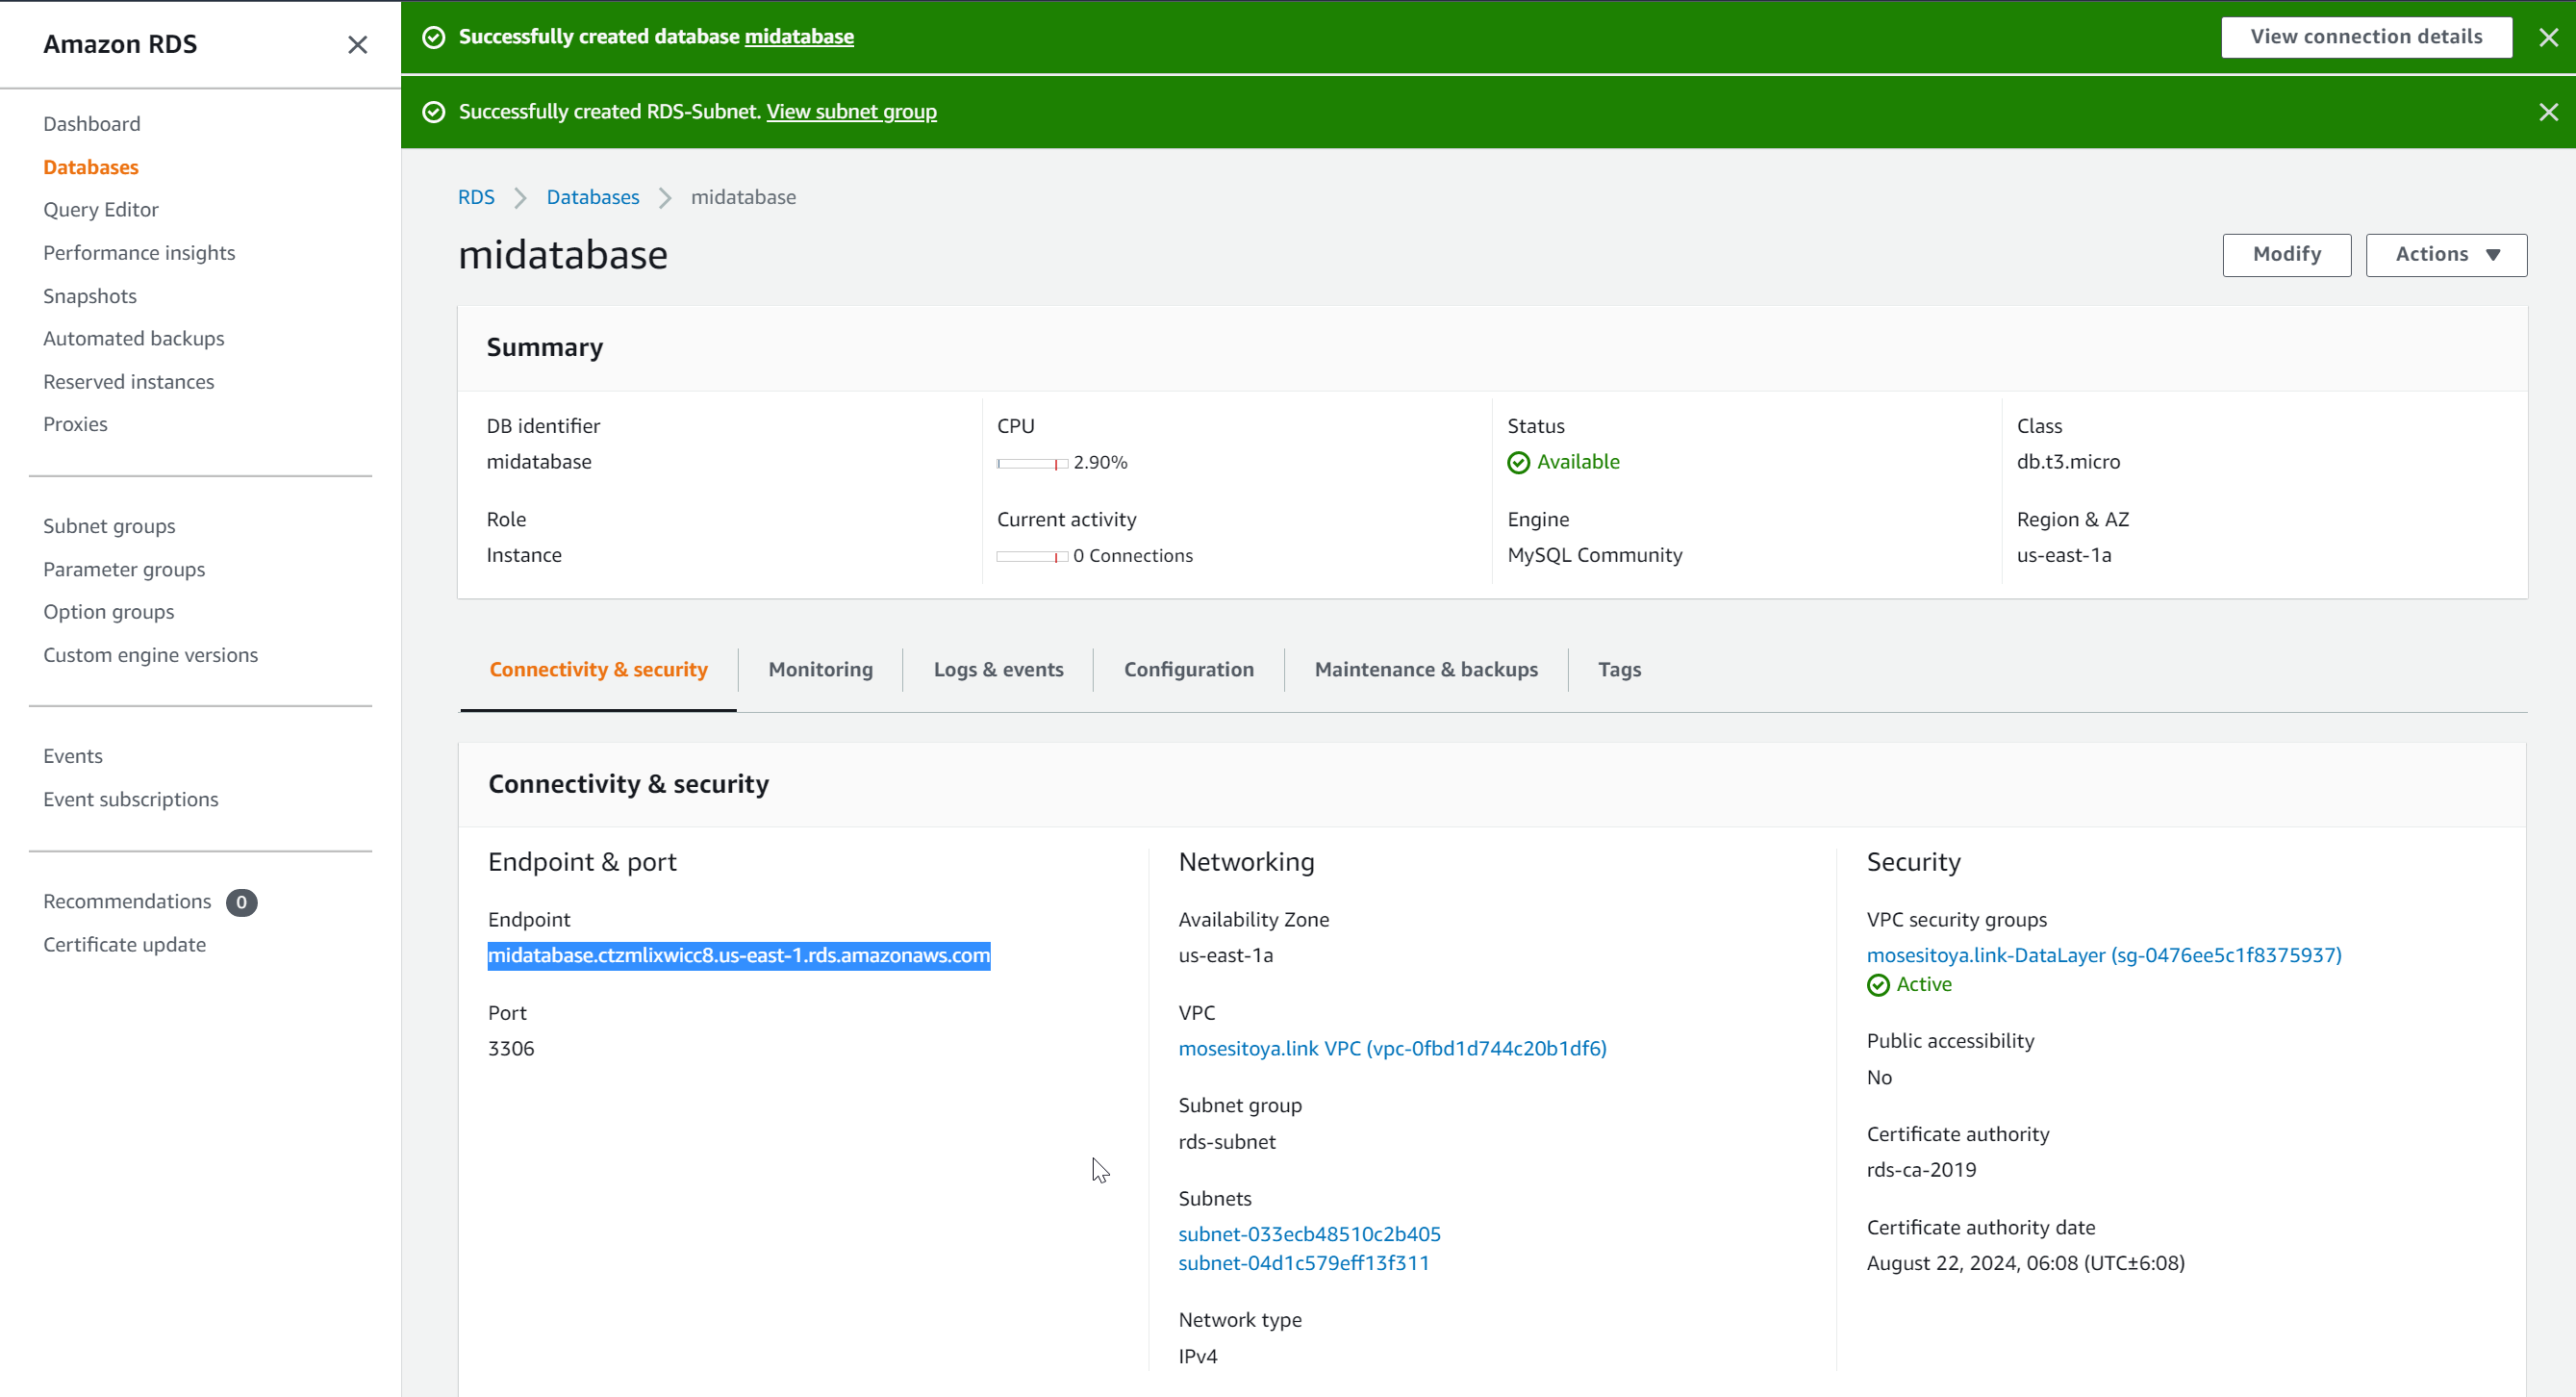 Amazon RDS
Dashboard
Databases
Query Editor
Performance insights
Snapshots
Automated backups
Reserved instances
Proxies
Subnet groups
Parameter groups
Option groups
Custom engine versions
Events
Event subscriptions
Recommendations 0
Certificate update
Successfully created database midatabase
View connection details
Successfully created RDS-Subnet. View subnet group
RDS > Databases > midatabase
midatabase
Modify
Actions
Summary
DB identifier
midatabase
CPU
2.90%
Status
Available
Class
db.t3.micro
Role
Instance
Current activity
0 Connections
Engine
MySQL Community
Region & AZ
us-east-1a
Connectivity & security
Monitoring
Logs & events
Configuration
Maintenance & backups
Tags
Connectivity & security
Endpoint & port
Endpoint
midatabase.ctzmlixwicc8.us-east-1.rds.amazonaws.com
Port
3306
Networking
Availability Zone
us-east-1a
VPC
mosesitoya.link VPC (vpc-0fbd1d744c20b1df6)
Subnet group
rds-subnet
Subnets
subnet-033ecb48510c2b405
subnet-04d1c579eff13f311
Network type
IPv4
Security
VPC security groups
mosesitoya.link-DataLayer (sg-0476ee5c1f8375937)
Active
Public accessibility
No
Certificate authority
rds-ca-2019
Certificate authority date
August 22, 2024, 06:08 (UTC±6:08)